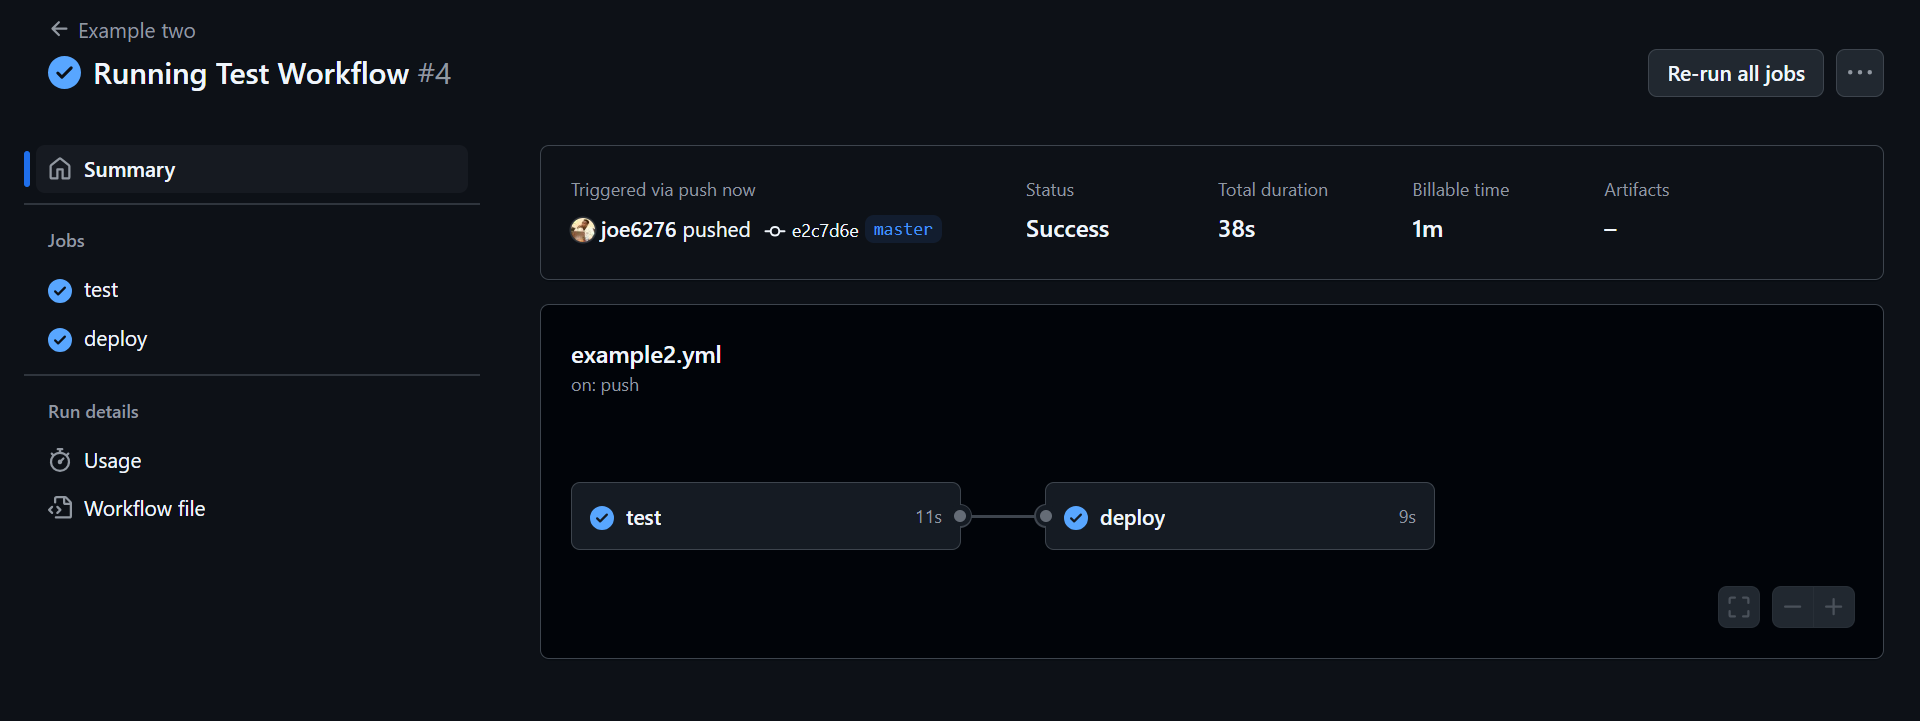 Example two
Running Test Workflow #4
Re-run all jobs
Summary
Jobs
test
deploy
Run details
Usage
Workflow file
Triggered via push now
joe6276 pushed e2c7d6e master
Status
Success
Total duration
38s
Billable time
1m
Artifacts
–
example2.yml
on: push
test 11s
deploy 9s